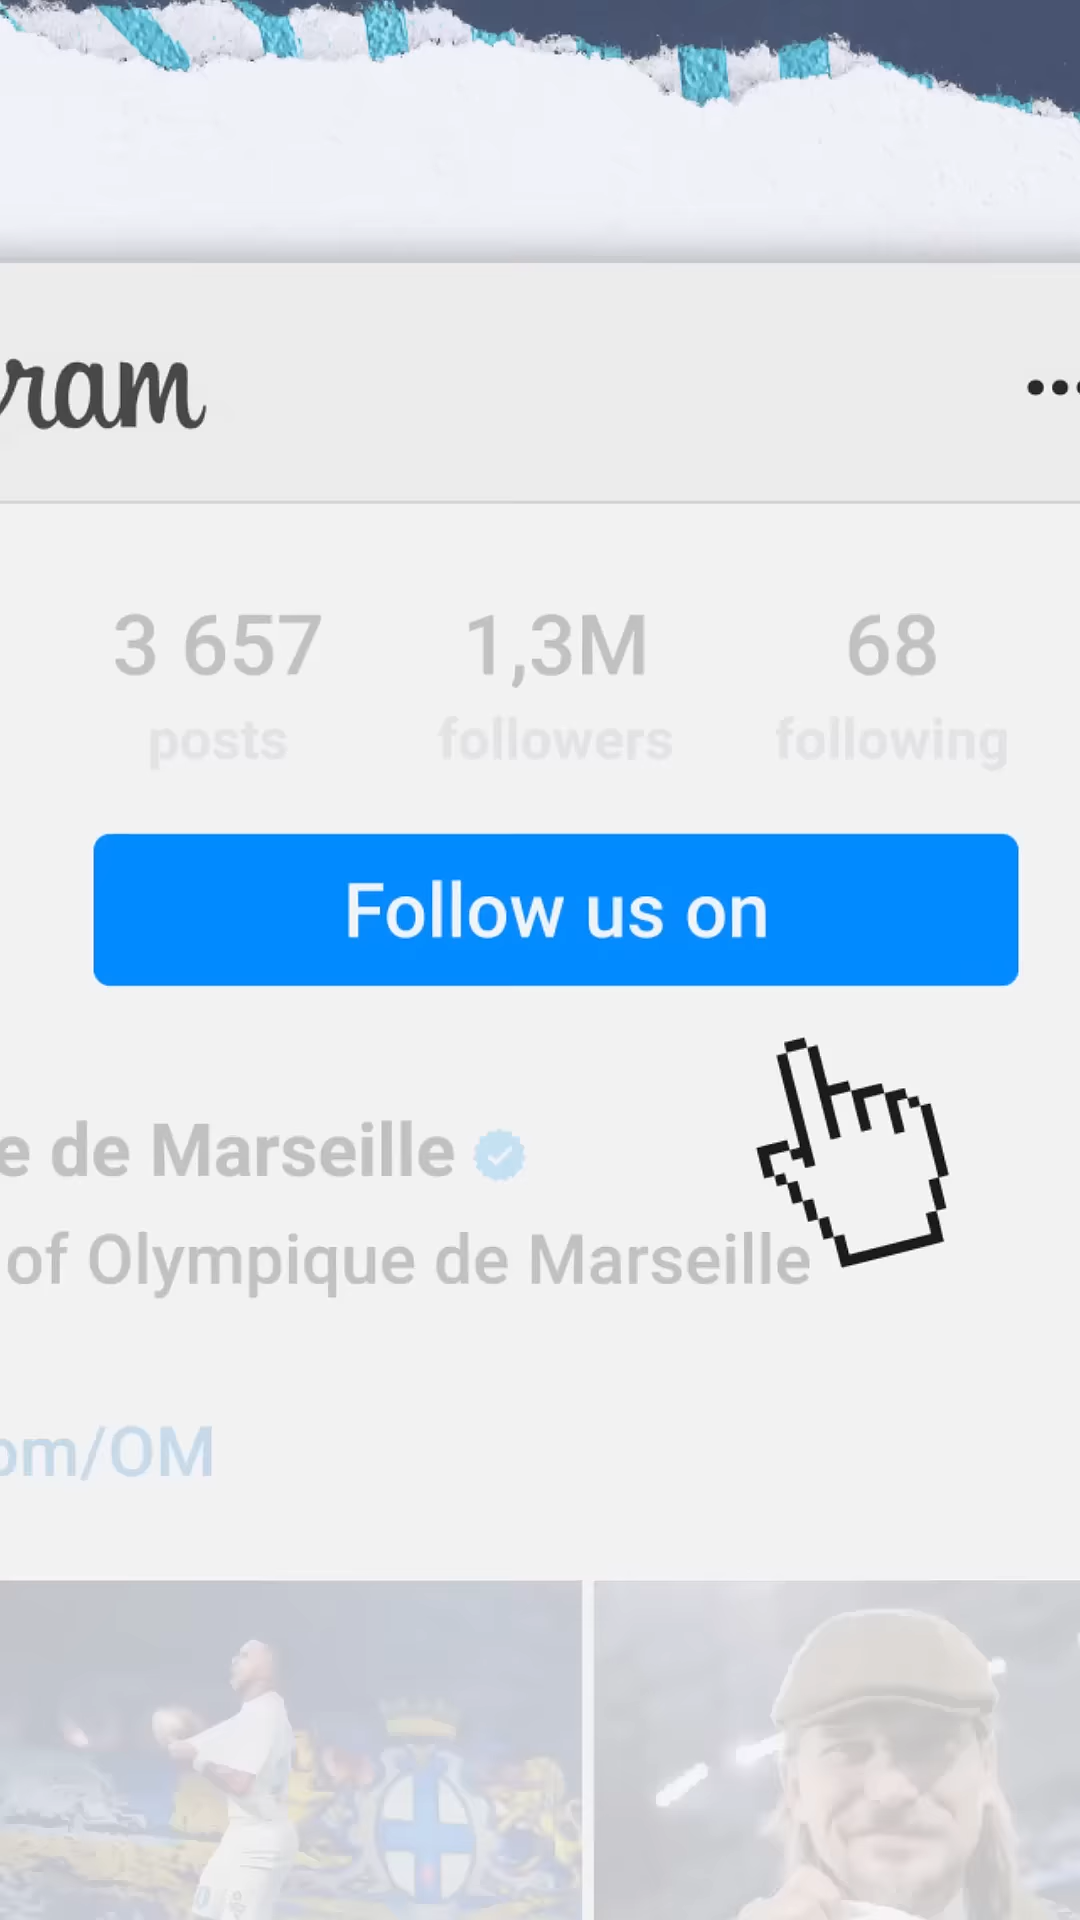 ram
3 657 1,3M 68
posts followers following
Follow us on
e de Marseille
of Olympique de Marseille
om/OM